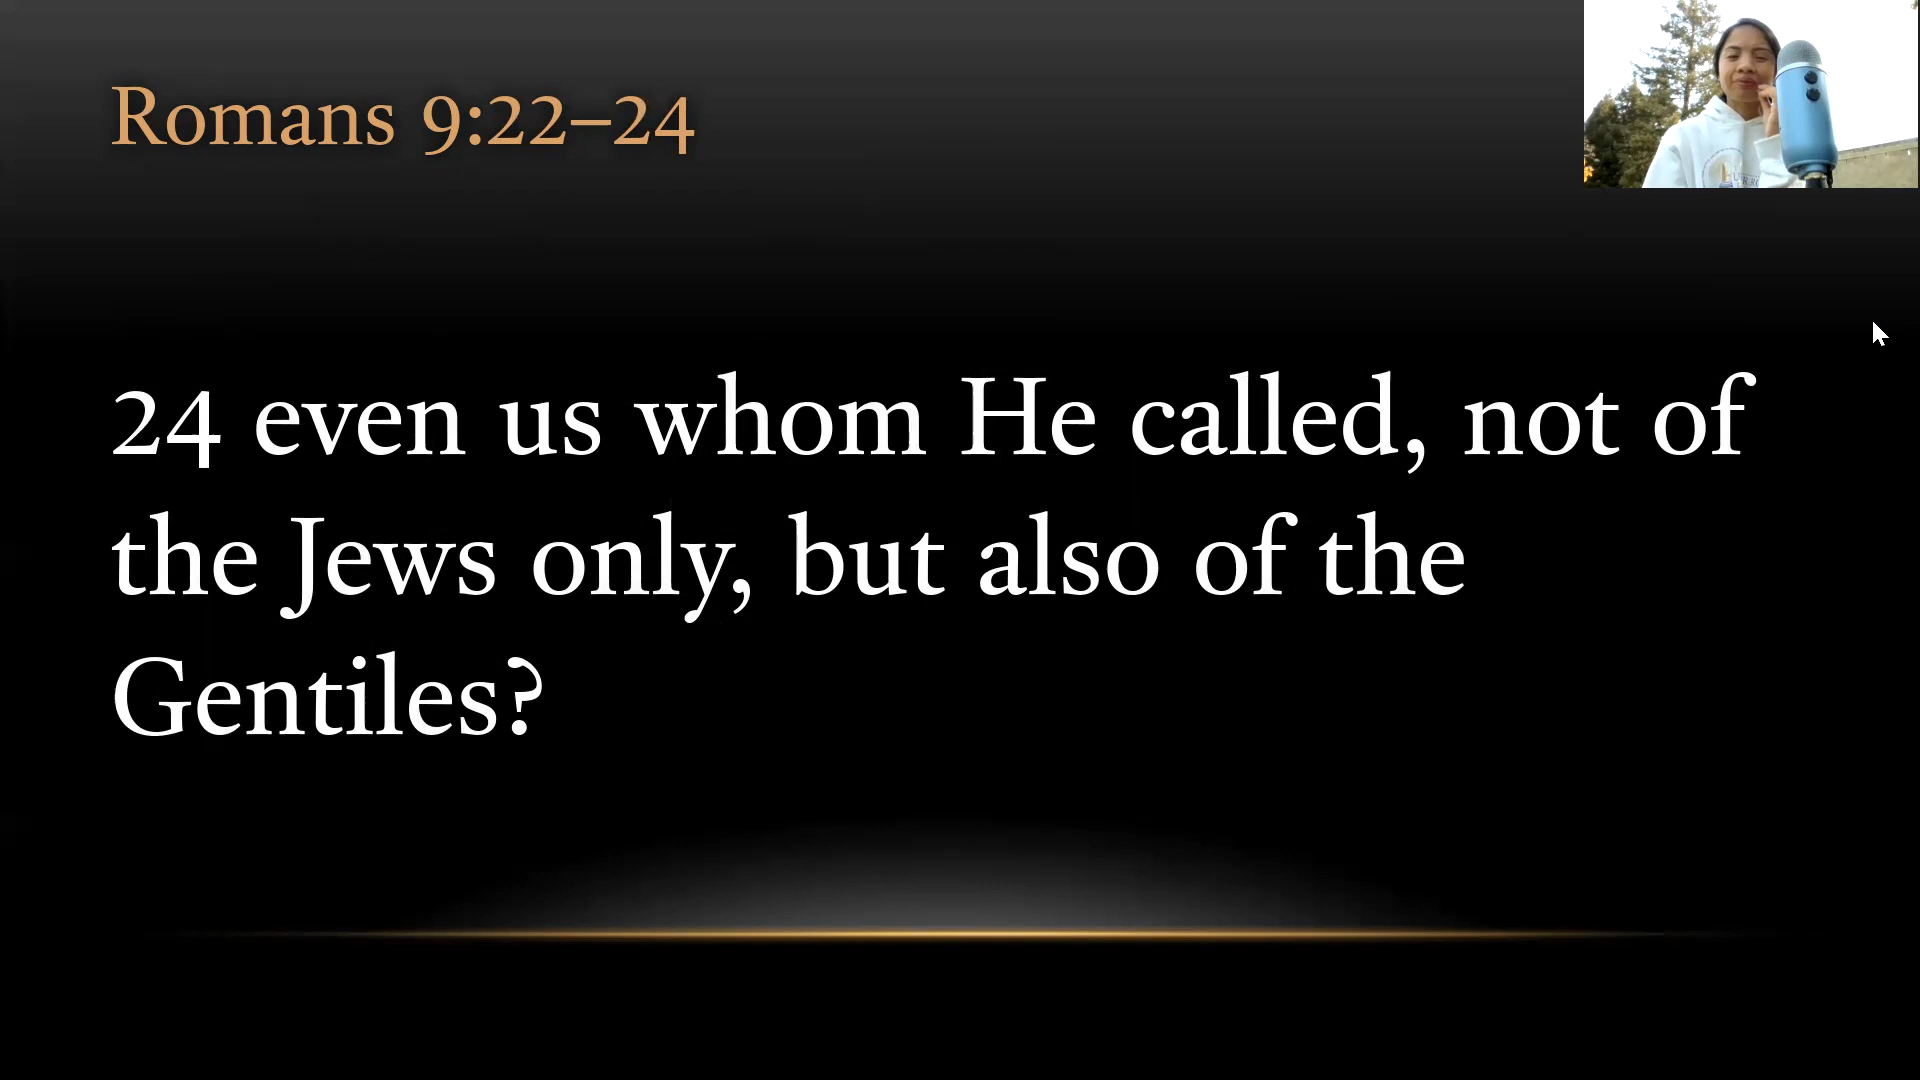 Romans 9:22–24
24 even us whom He called, not of
the Jews only, but also of the
Gentiles?